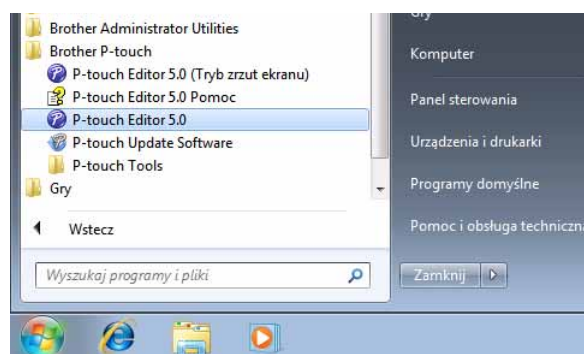 Brother Administrator Utilities
Brother P-touch
P-touch Editor 5.0 (Tryb zrzut ekranu)
P-touch Editor 5.0 Pomoc
P-touch Editor 5.0
P-touch Update Software
P-touch Tools
Gry
Wstecz
Wyszukaj programy i pliki
Gry
Komputer
Panel sterowania
Urządzenia i drukarki
Programy domyślne
Pomoc i obsługa techniczna
Zamknij